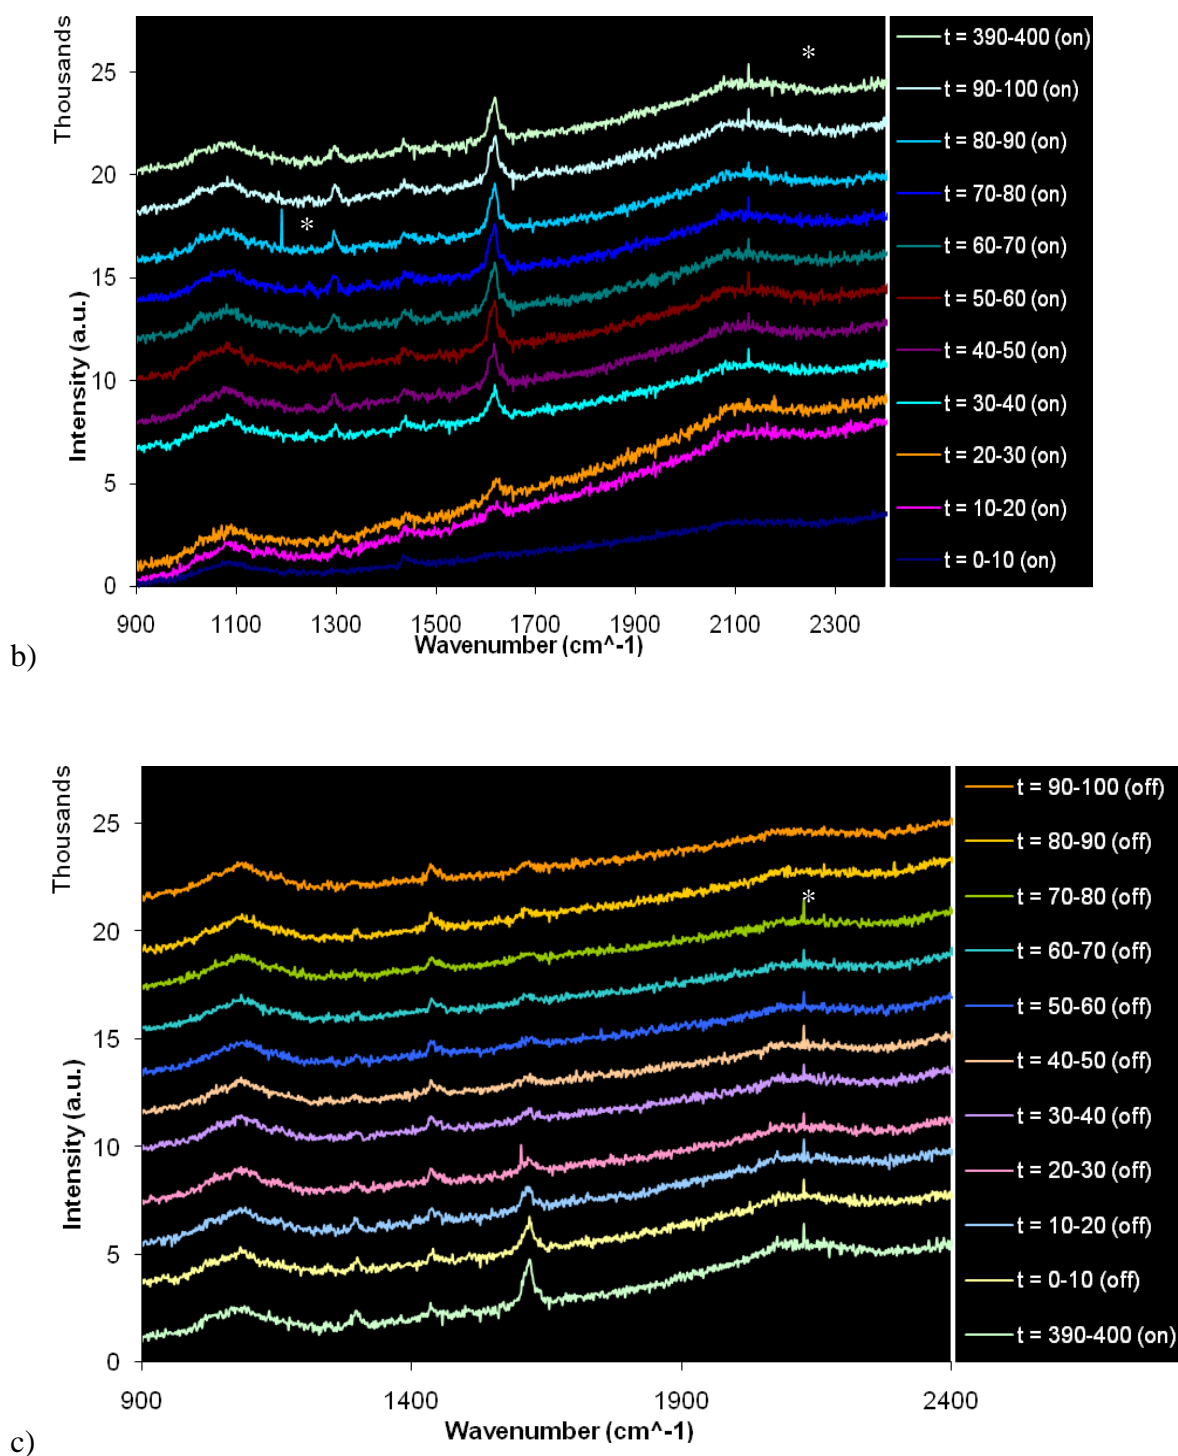 Thousands
25
20
15
10
5
0
Intensity (a.u.)
*
*
900 1100 1300 1500 1700 1900 2100 2300
Wavenumber (cm^-1)
t = 390-400 (on)
t = 90-100 (on)
t = 80-90 (on)
t = 70-80 (on)
t = 60-70 (on)
t = 50-60 (on)
t = 40-50 (on)
t = 30-40 (on)
t = 20-30 (on)
t = 10-20 (on)
t = 0-10 (on)
b)
Thousands
25
20
15
10
5
0
Intensity (a.u.)
*
900 1400 1900 2400
Wavenumber (cm^-1)
t = 90-100 (off)
t = 80-90 (off)
t = 70-80 (off)
t = 60-70 (off)
t = 50-60 (off)
t = 40-50 (off)
t = 30-40 (off)
t = 20-30 (off)
t = 10-20 (off)
t = 0-10 (off)
t = 390-400 (on)
c)